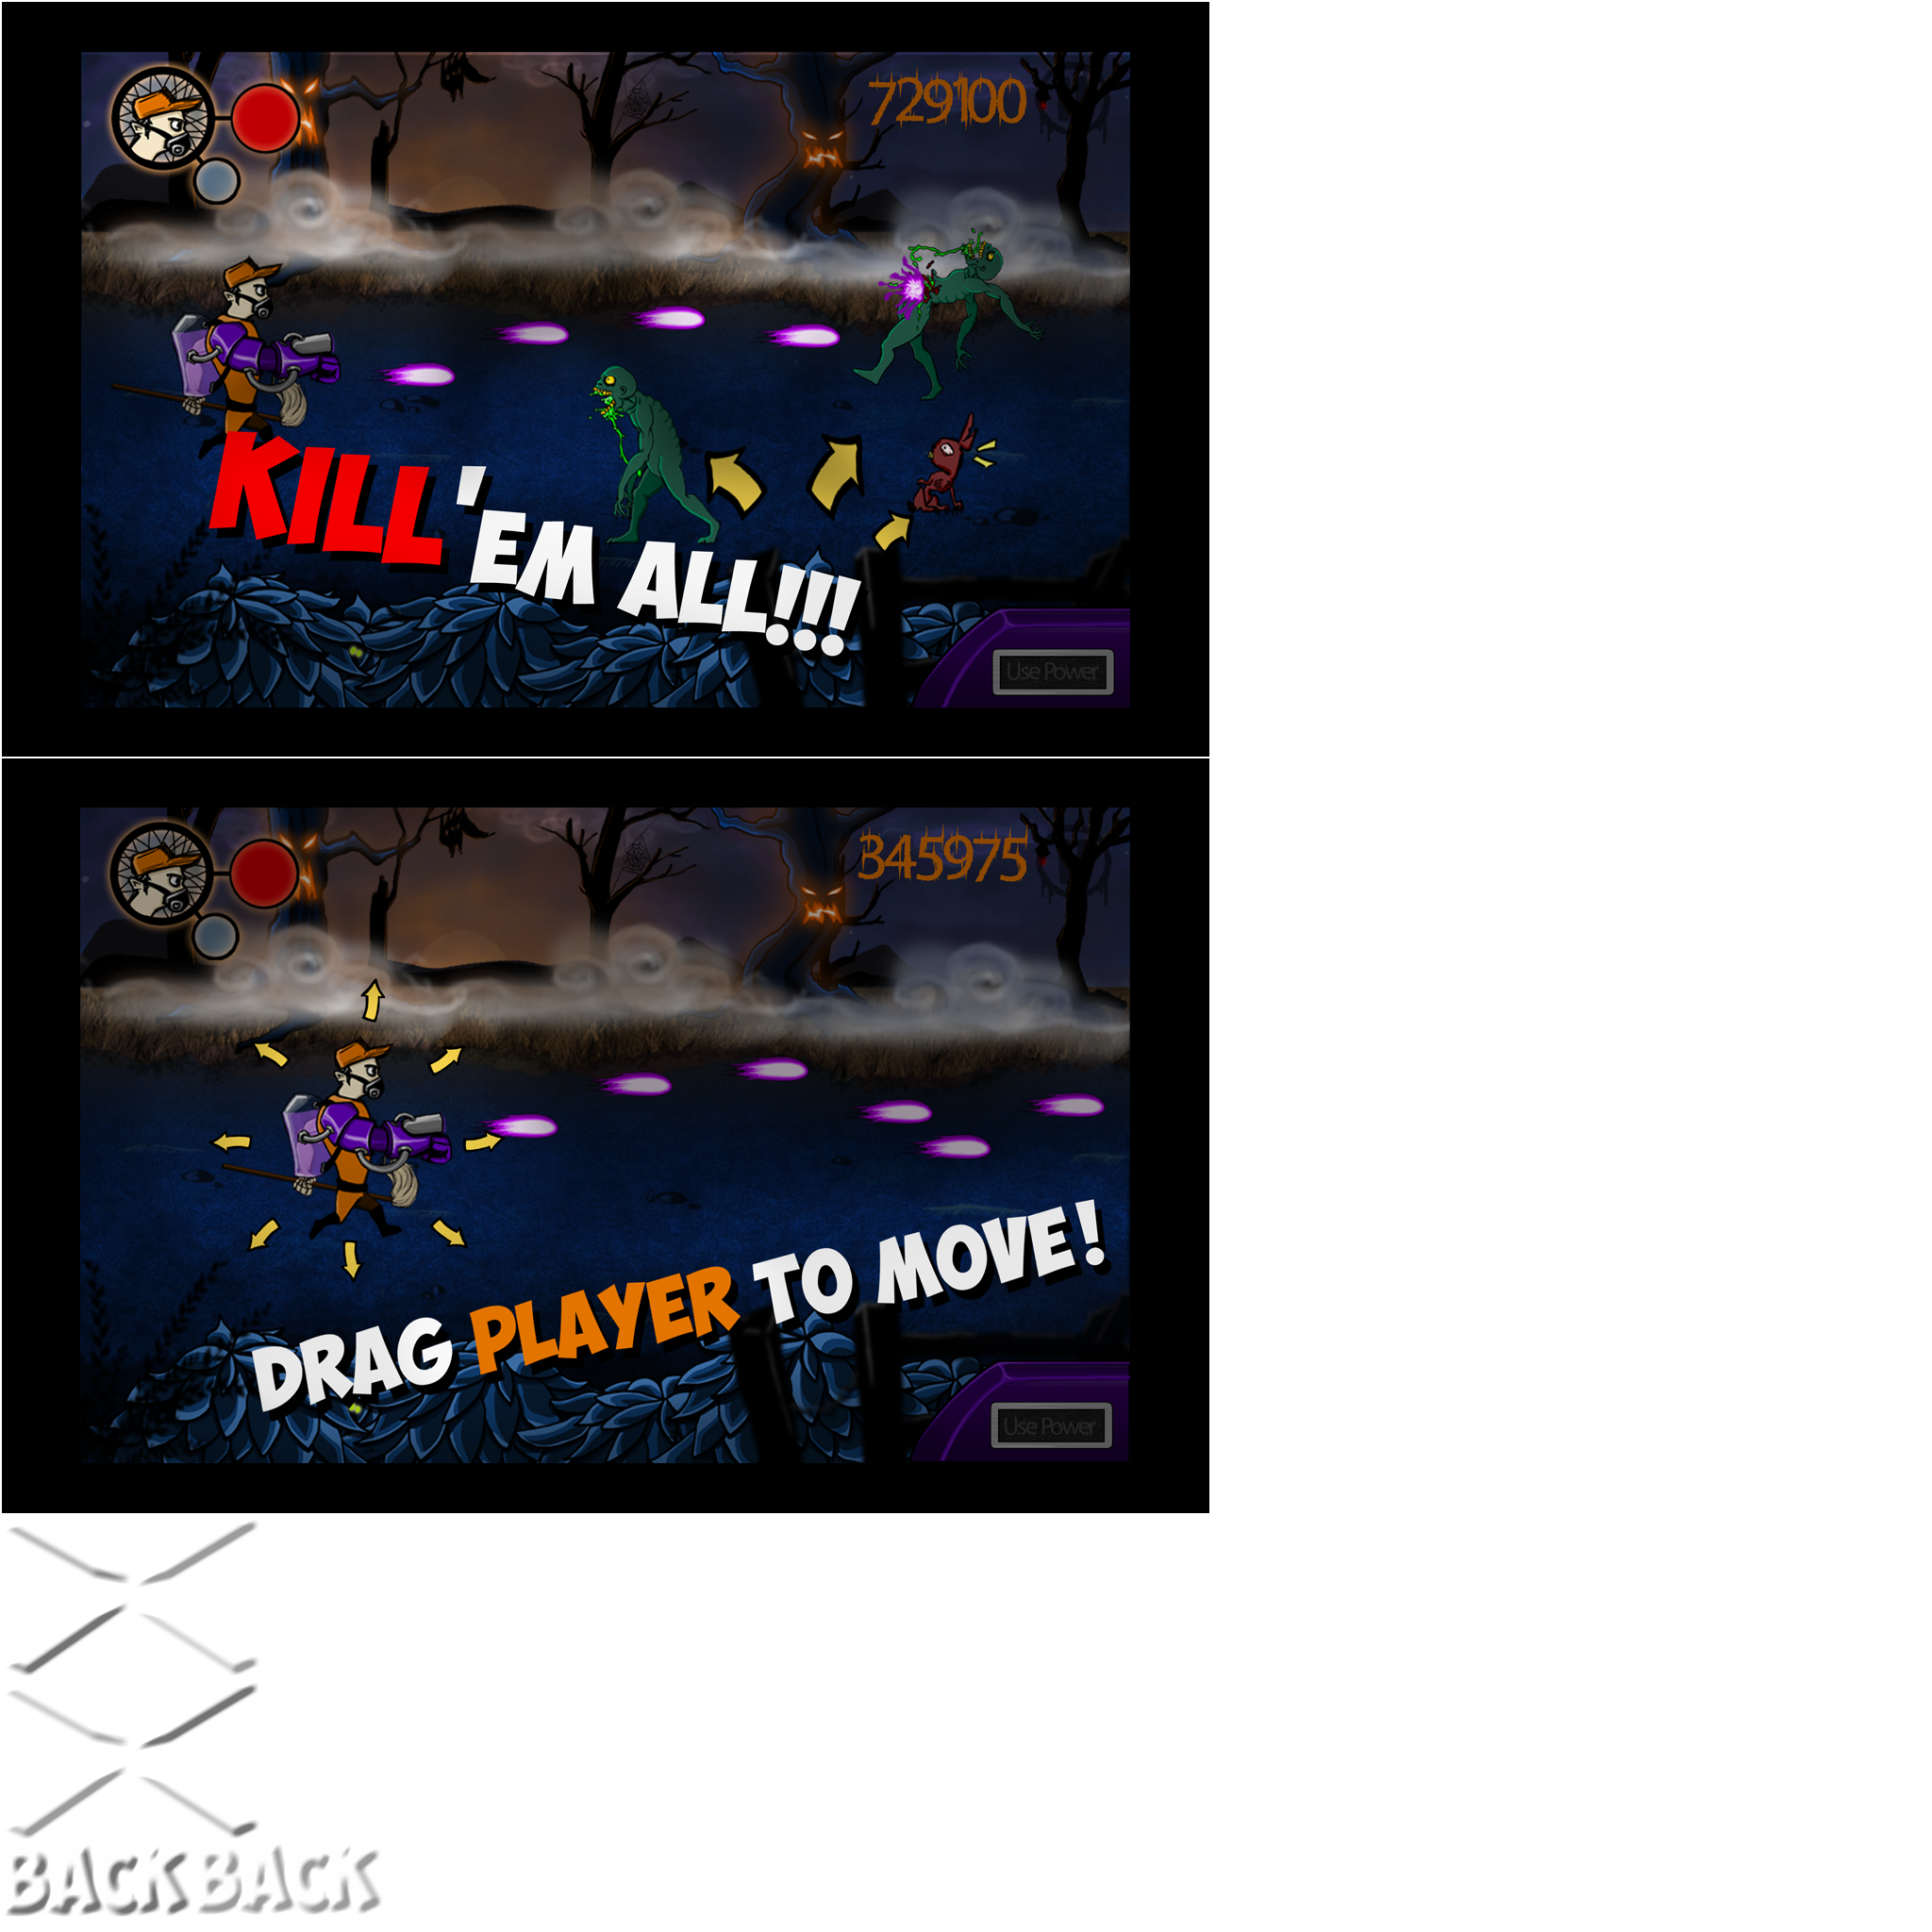 729100
KILL 'EM ALL!!!
Use Power
345975
DRAG PLAYER TO MOVE!
Use Power
BACK BACK